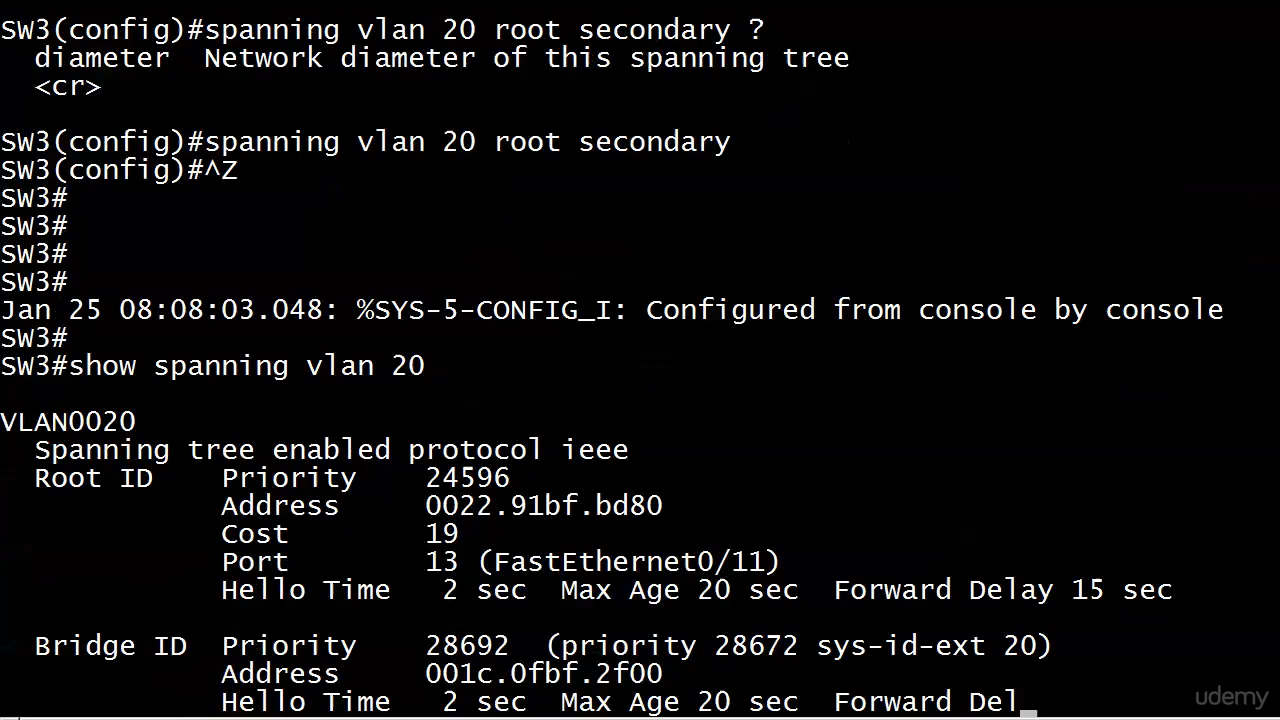 SW3(config)#spanning vlan 20 root secondary ?
  diameter  Network diameter of this spanning tree
  <cr>

SW3(config)#spanning vlan 20 root secondary
SW3(config)#^Z
SW3#
SW3#
SW3#
SW3#
Jan 25 08:08:03.048: %SYS-5-CONFIG_I: Configured from console by console
SW3#
SW3#show spanning vlan 20

VLAN0020
  Spanning tree enabled protocol ieee
  Root ID    Priority    24596
             Address     0022.91bf.bd80
             Cost        19
             Port        13 (FastEthernet0/11)
             Hello Time   2 sec  Max Age 20 sec  Forward Delay 15 sec

  Bridge ID  Priority    28692  (priority 28672 sys-id-ext 20)
             Address     001c.0fbf.2f00
             Hello Time   2 sec  Max Age 20 sec  Forward Del
udemy